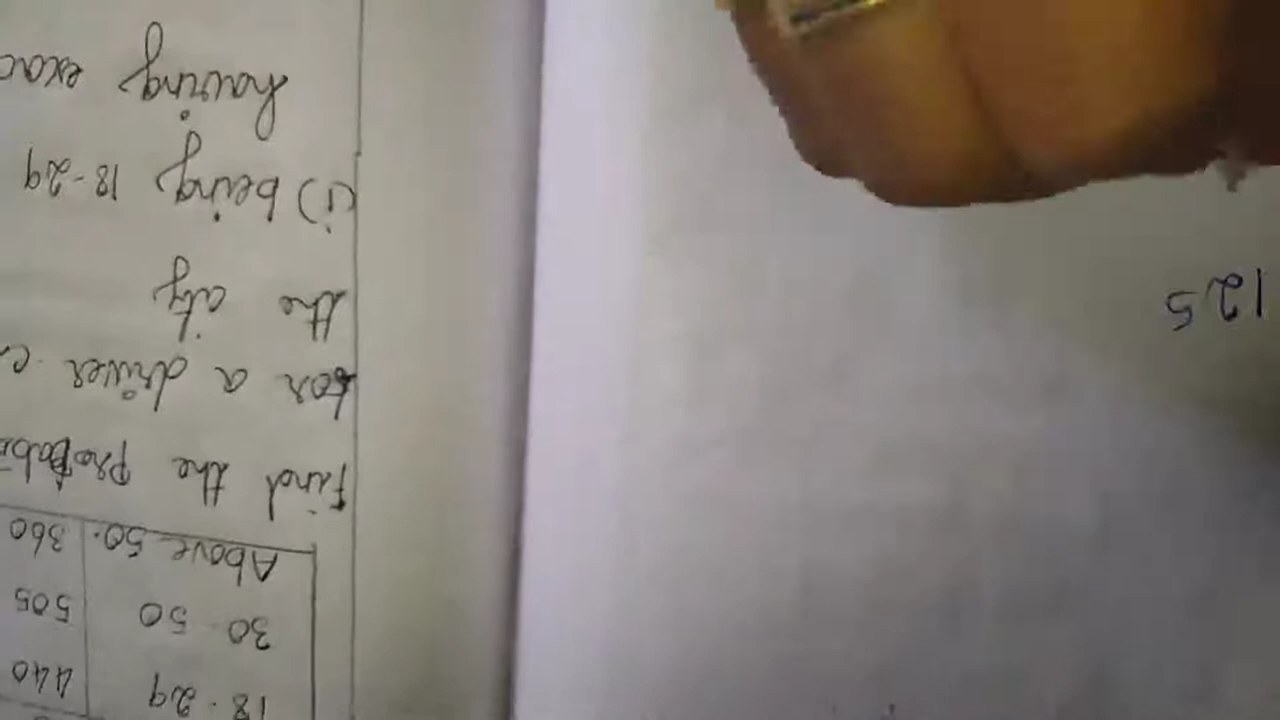 18-29 440
30-50 505
Above 50. 360
Find the
for a driver
the city
(i) being 18-29
having
125